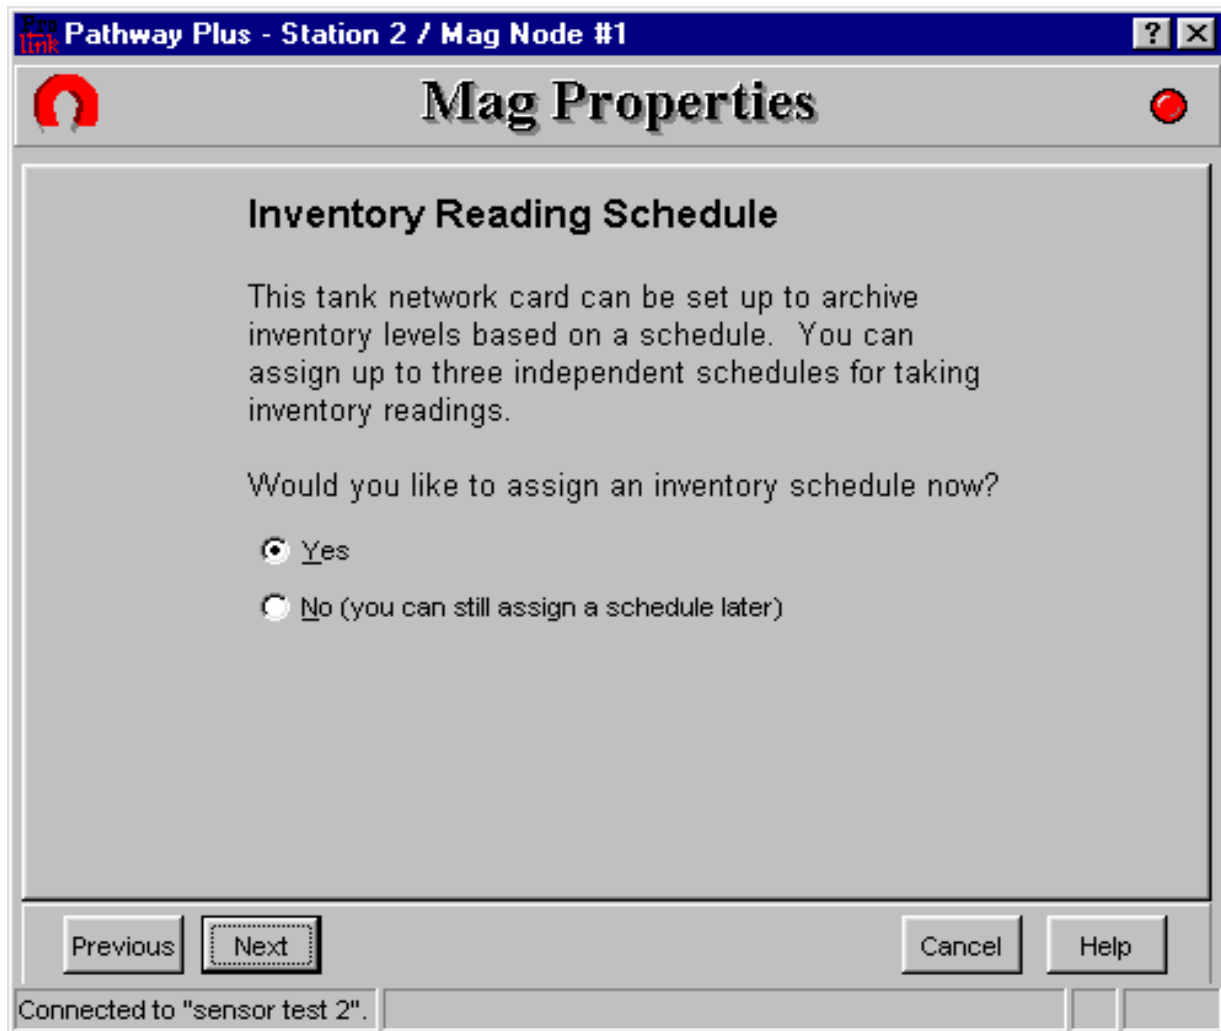 Pro
link
Pathway Plus - Station 2 / Mag Node #1
Mag Properties
Inventory Reading Schedule
This tank network card can be set up to archive
inventory levels based on a schedule.  You can
assign up to three independent schedules for taking
inventory readings.
Would you like to assign an inventory schedule now?
Yes
No (you can still assign a schedule later)
Previous Next Cancel Help
Connected to "sensor test 2".